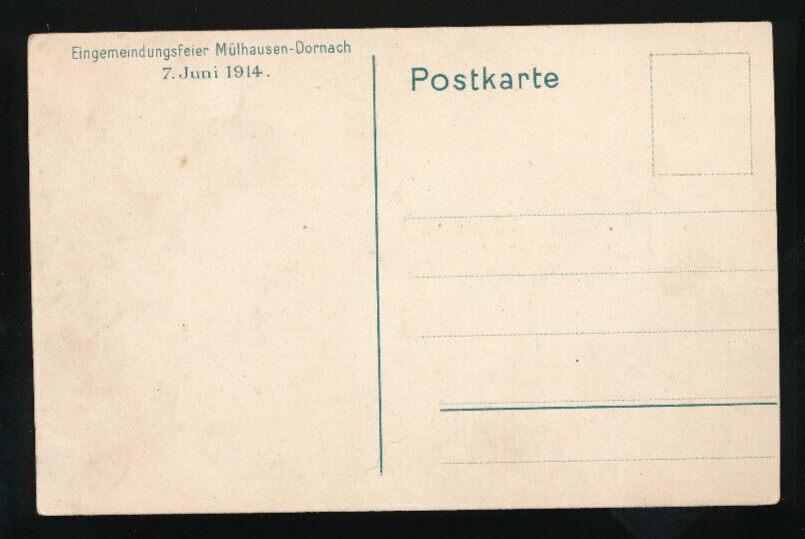 Eingemeindungsfeier Mülhausen-Dornach
7. Juni 1914.
Postkarte